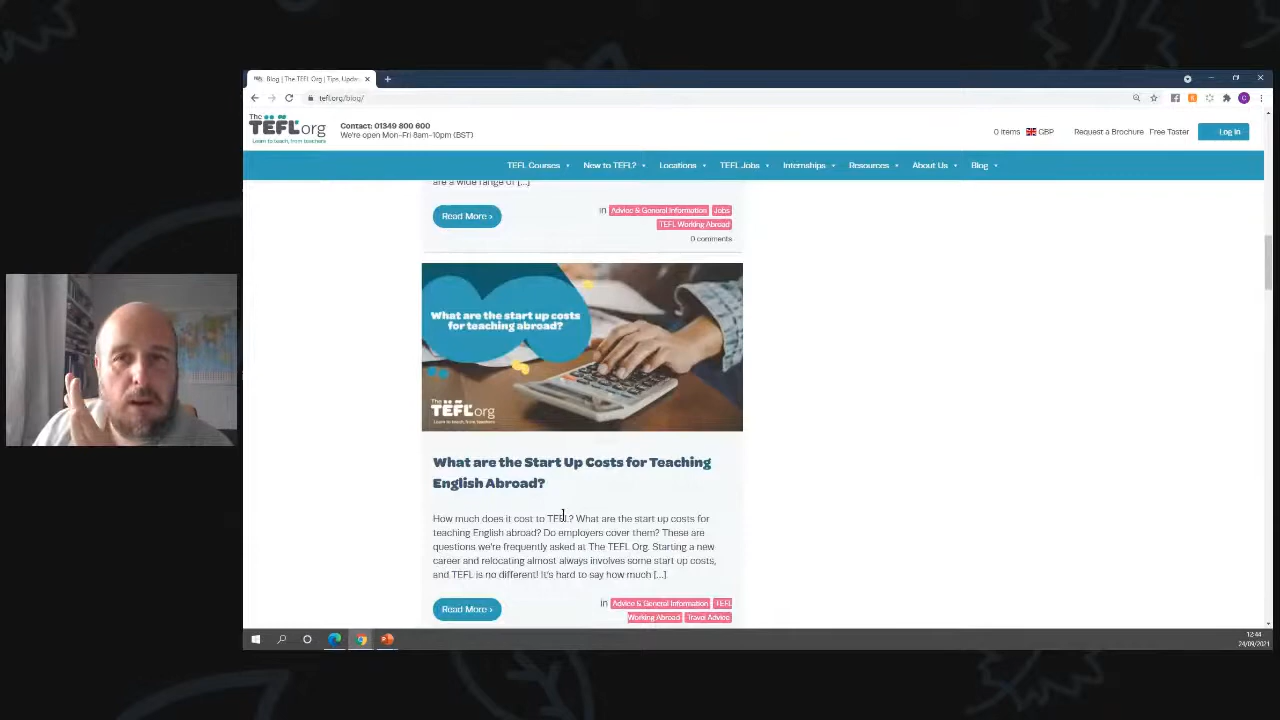 Blog | The TEFL Org | Tips, Upda
tefl.org/blog/
The
TEFL.org
Learn to teach, from teachers
Contact: 01349 800 600
We're open Mon-Fri 8am-10pm (BST)
0 items GBP Request a Brochure Free Taster Log in
TEFL Courses New to TEFL? Locations TEFL Jobs Internships Resources About Us Blog
are a wide range of [...]
Read More ›
in Advice & General Information Jobs
TEFL Working Abroad
0 comments
What are the start up costs
for teaching abroad?
The
TEFL.org
Learn to teach, from teachers
What are the Start Up Costs for Teaching
English Abroad?
How much does it cost to TEFL? What are the start up costs for
teaching English abroad? Do employers cover them? These are
questions we're frequently asked at The TEFL Org. Starting a new
career and relocating almost always involves some start up costs,
and TEFL is no different! It's hard to say how much [...]
Read More ›
in Advice & General Information TEFL
Working Abroad Travel Advice
12:44
24/09/2021